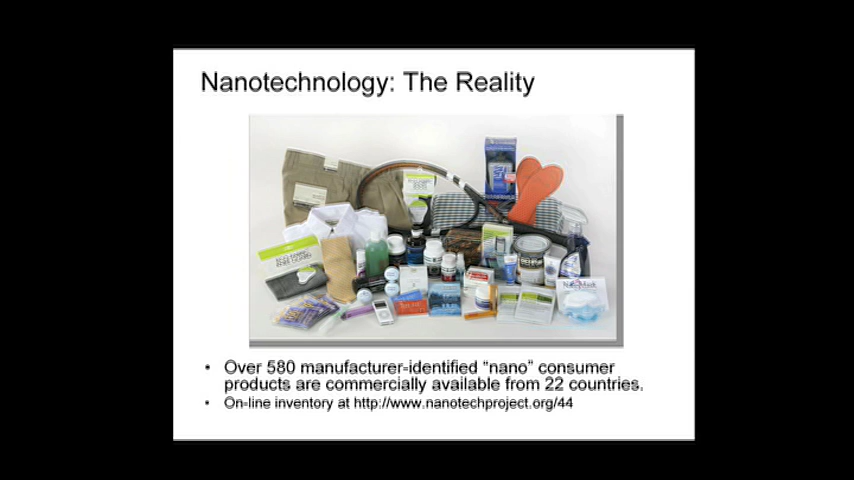 Nanotechnology: The Reality
• Over 580 manufacturer-identified “nano” consumer
products are commercially available from 22 countries.
• On-line inventory at http://www.nanotechproject.org/44